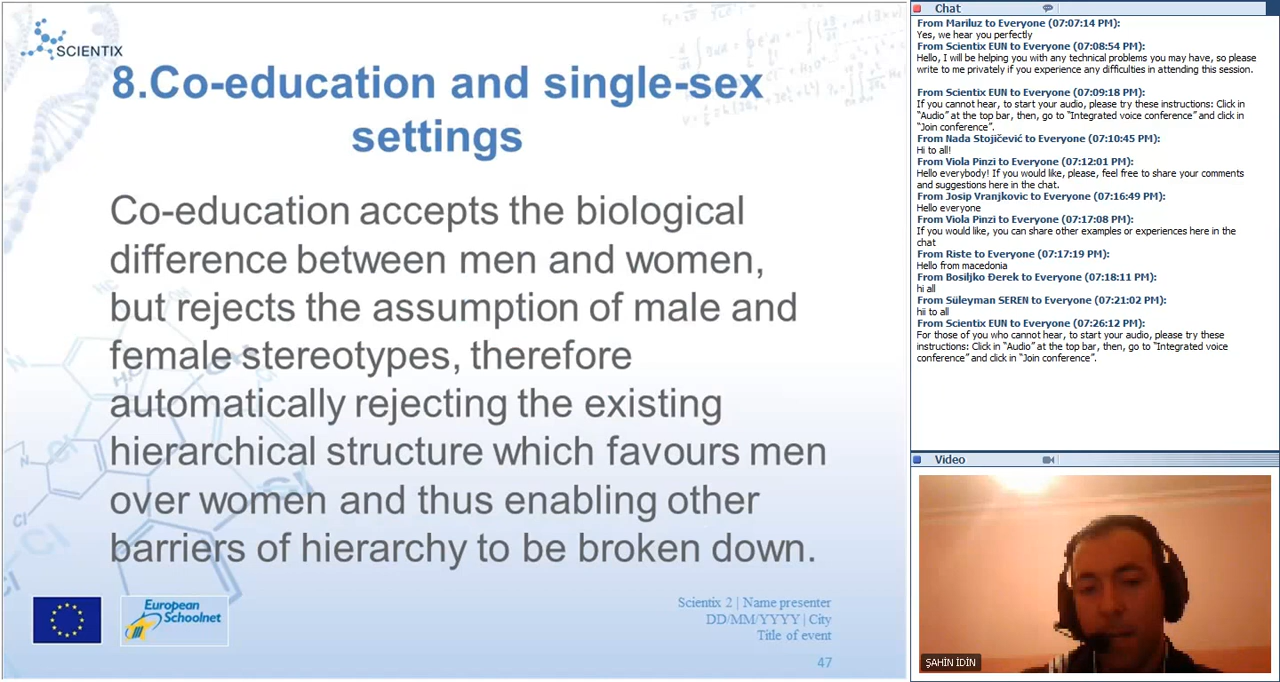 SCIENTIX
8.Co-education and single-sex
settings
Co-education accepts the biological
difference between men and women,
but rejects the assumption of male and
female stereotypes, therefore
automatically rejecting the existing
hierarchical structure which favours men
over women and thus enabling other
barriers of hierarchy to be broken down.
European
Schoolnet
Scientix 2 | Name presenter
DD/MM/YYYY | City
Title of event
47
Chat
From Mariluz to Everyone (07:07:14 PM):
Yes, we hear you perfectly
From Scientix EUN to Everyone (07:08:54 PM):
Hello, I will be helping you with any technical problems you may have, so please
write to me privately if you experience any difficulties in attending this session.
From Scientix EUN to Everyone (07:09:18 PM):
If you cannot hear, to start your audio, please try these instructions: Click in
“Audio” at the top bar, then, go to “Integrated voice conference” and click in
“Join conference”.
From Nada Stojičević to Everyone (07:10:45 PM):
Hi to all!
From Viola Pinzi to Everyone (07:12:01 PM):
Hello everybody! If you would like, please, feel free to share your comments
and suggestions here in the chat.
From Josip Vranjkovic to Everyone (07:16:49 PM):
Hello everyone
From Viola Pinzi to Everyone (07:17:08 PM):
If you would like, you can share other examples or experiences here in the
chat
From Riste to Everyone (07:17:19 PM):
Hello from macedonia
From Bosiljko Đerek to Everyone (07:18:11 PM):
hi all
From Süleyman SEREN to Everyone (07:21:02 PM):
hii to all
From Scientix EUN to Everyone (07:26:12 PM):
For those of you who cannot hear, to start your audio, please try these
instructions: Click in “Audio” at the top bar, then, go to “Integrated voice
conference” and click in “Join conference”.
Video
ŞAHİN İDİN